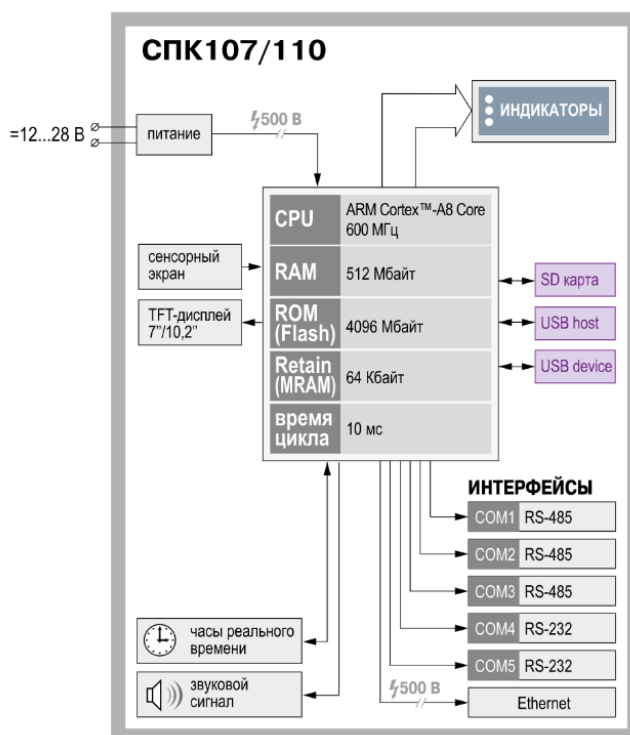 СПК107/110
=12...28 В
питание
500 В
ИНДИКАТОРЫ
CPU
ARM Cortex™-A8 Core
600 МГц
сенсорный
экран
RAM
512 Мбайт
SD карта
TFT-дисплей
7”/10,2”
ROM
(Flash)
4096 Мбайт
USB host
Retain
(MRAM)
64 Кбайт
USB device
время
цикла
10 мс
ИНТЕРФЕЙСЫ
COM1 RS-485
COM2 RS-485
COM3 RS-485
COM4 RS-232
COM5 RS-232
часы реального
времени
звуковой
сигнал
500 В
Ethernet